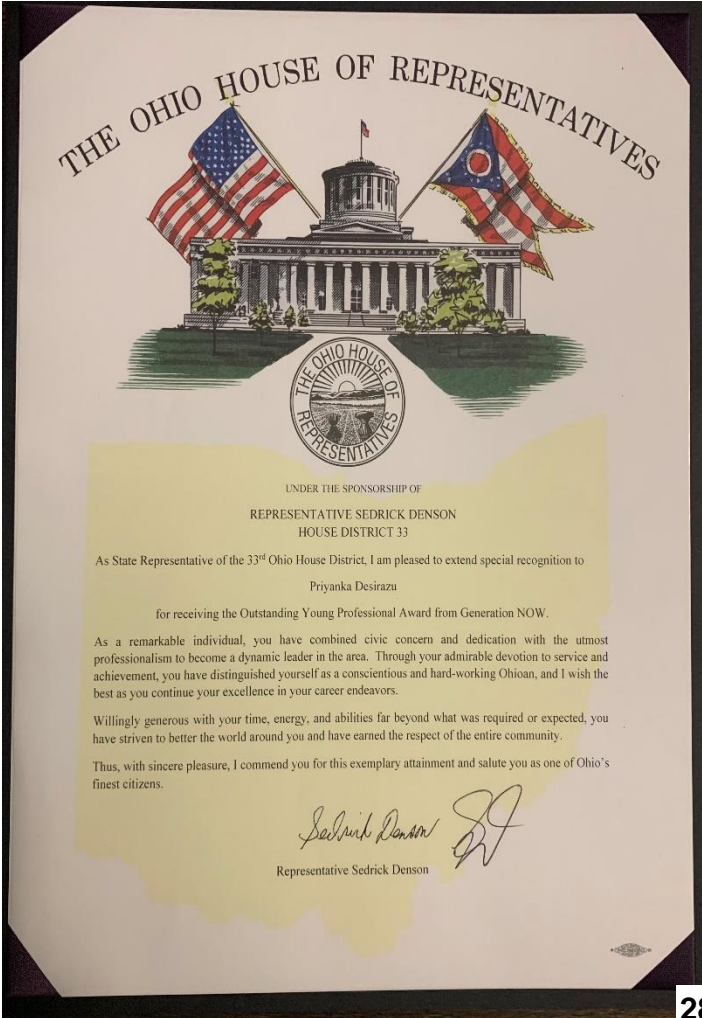 THE OHIO HOUSE OF REPRESENTATIVES
THE OHIO HOUSE OF REPRESENTATIVES
UNDER THE SPONSORSHIP OF
REPRESENTATIVE SEDRICK DENSON
HOUSE DISTRICT 33
As State Representative of the 33rd Ohio House District, I am pleased to extend special recognition to
Priyanka Desirazu
for receiving the Outstanding Young Professional Award from Generation NOW.
As a remarkable individual, you have combined civic concern and dedication with the utmost
professionalism to become a dynamic leader in the area. Through your admirable devotion to service and
achievement, you have distinguished yourself as a conscientious and hard-working Ohioan, and I wish the
best as you continue your excellence in your career endeavors.
Willingly generous with your time, energy, and abilities far beyond what was required or expected, you
have striven to better the world around you and have earned the respect of the entire community.
Thus, with sincere pleasure, I commend you for this exemplary attainment and salute you as one of Ohio's
finest citizens.
Sedrick Denson
Representative Sedrick Denson
28